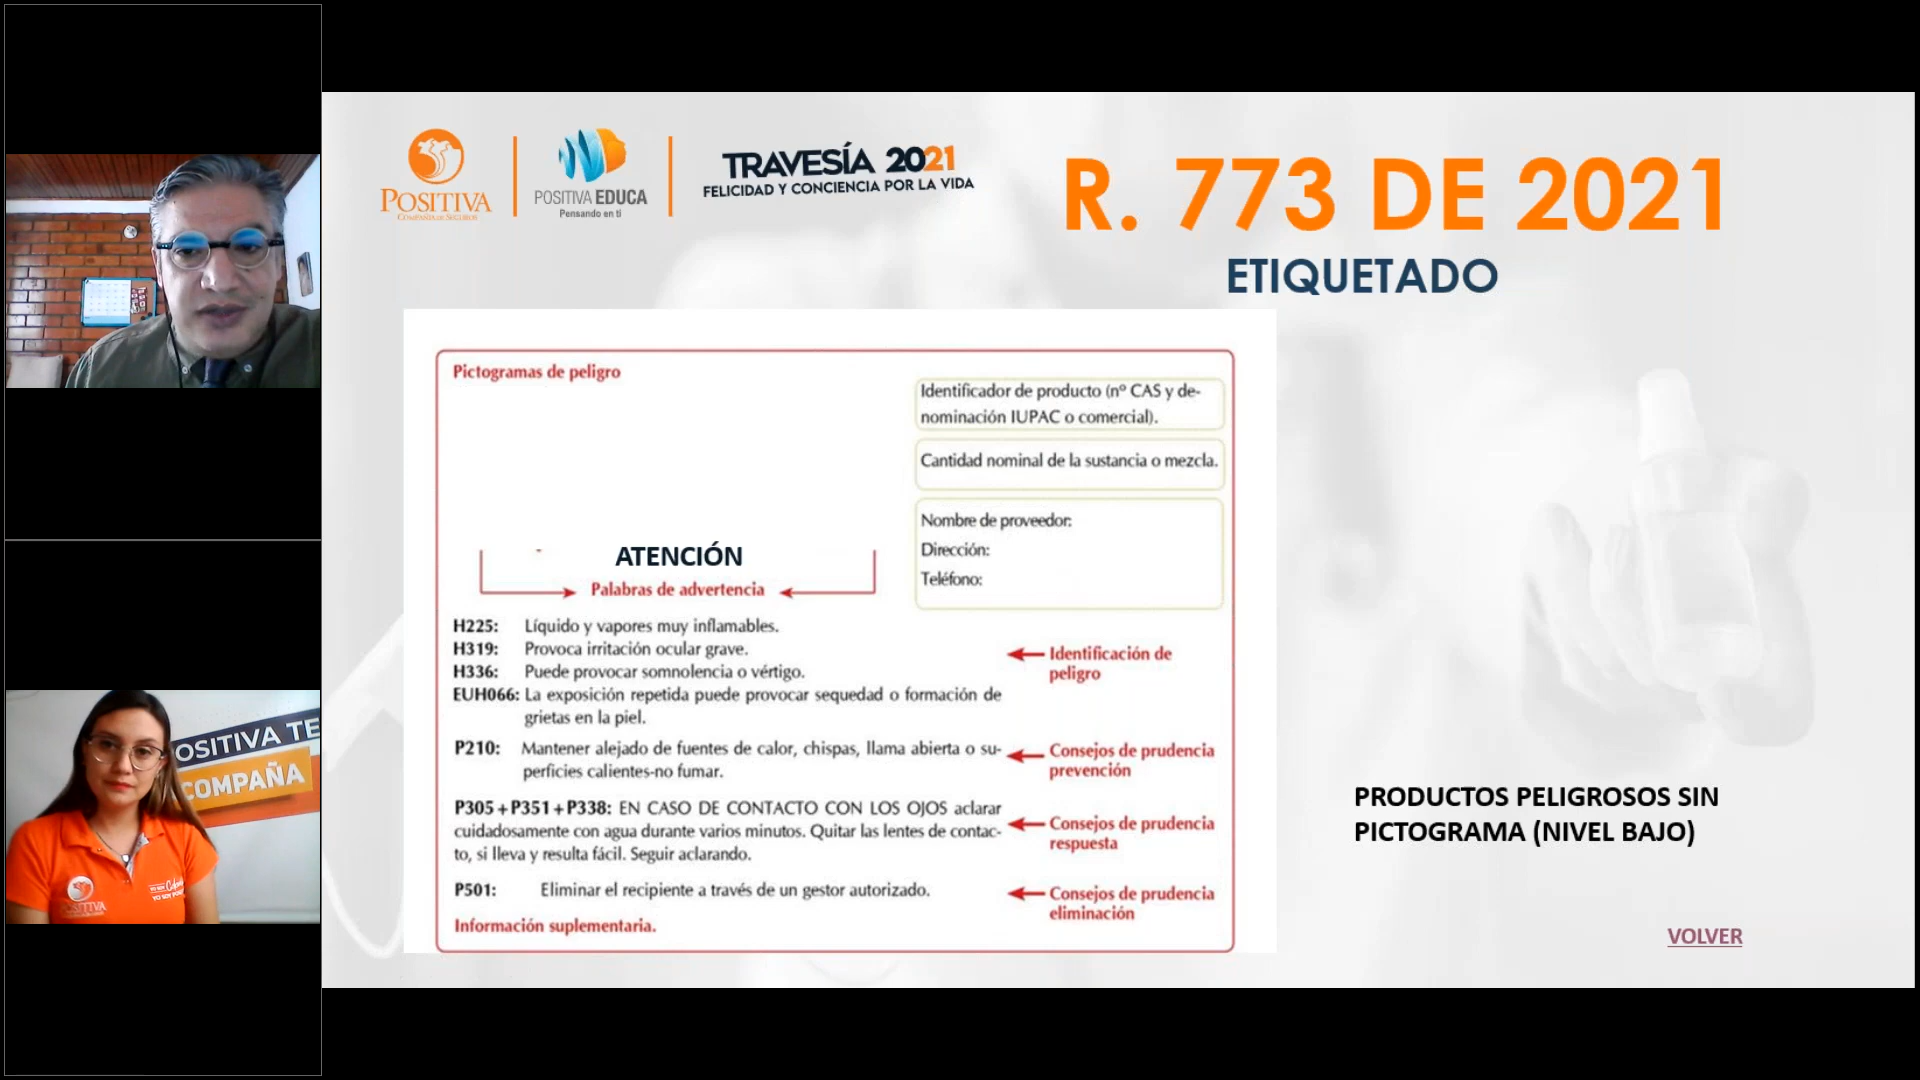 POSITIVA
COMPAÑÍA DE SEGUROS
POSITIVA EDUCA
Pensando en ti
TRAVESÍA 2021
FELICIDAD Y CONCIENCIA POR LA VIDA
R. 773 DE 2021
ETIQUETADO
Pictogramas de peligro
Identificador de producto (nº CAS y de-
nominación IUPAC o comercial).
Cantidad nominal de la sustancia o mezcla.
Nombre de proveedor:
Dirección:
Teléfono:
ATENCIÓN
Palabras de advertencia
H225: Líquido y vapores muy inflamables.
H319: Provoca irritación ocular grave.
H336: Puede provocar somnolencia o vértigo.
EUH066: La exposición repetida puede provocar sequedad o formación de
grietas en la piel.
Identificación de
peligro
P210: Mantener alejado de fuentes de calor, chispas, llama abierta o su-
perficies calientes-no fumar.
Consejos de prudencia
prevención
P305+P351+P338: EN CASO DE CONTACTO CON LOS OJOS aclarar
cuidadosamente con agua durante varios minutos. Quitar las lentes de contac-
to, si lleva y resulta fácil. Seguir aclarando.
Consejos de prudencia
respuesta
P501: Eliminar el recipiente a través de un gestor autorizado.
Consejos de prudencia
eliminación
Información suplementaria.
PRODUCTOS PELIGROSOS SIN
PICTOGRAMA (NIVEL BAJO)
VOLVER
OSITIVA TE
COMPAÑA
POSITIVA